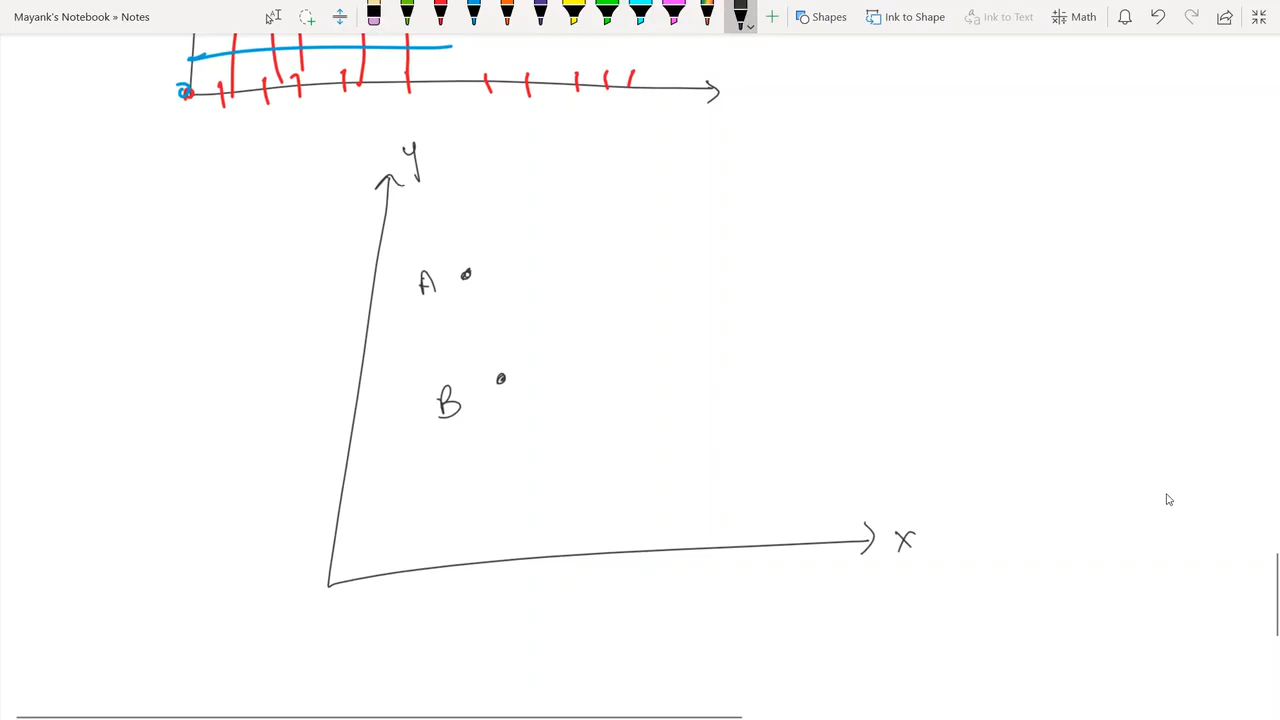 Mayank's Notebook » Notes
Shapes
Ink to Shape
Ink to Text
Math
y
A
B
x